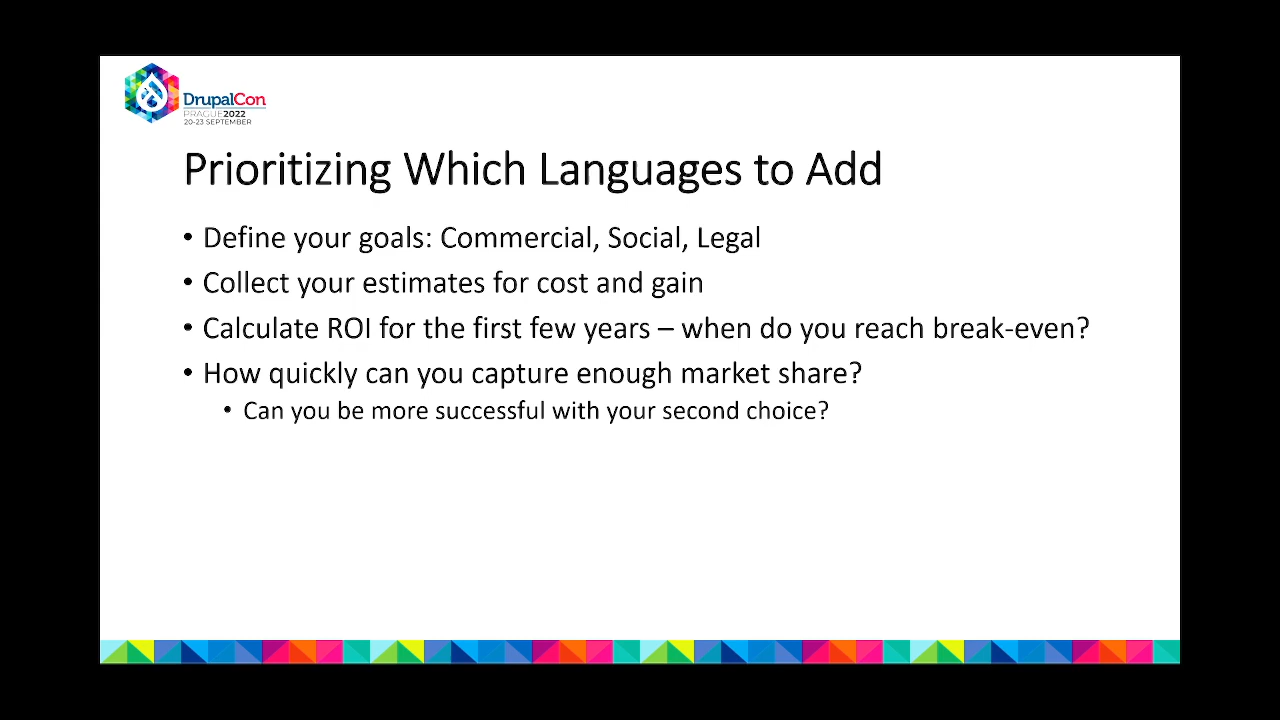 DrupalCon
PRAGUE2022
20-23 SEPTEMBER
Prioritizing Which Languages to Add
• Define your goals: Commercial, Social, Legal
• Collect your estimates for cost and gain
• Calculate ROI for the first few years – when do you reach break-even?
• How quickly can you capture enough market share?
• Can you be more successful with your second choice?